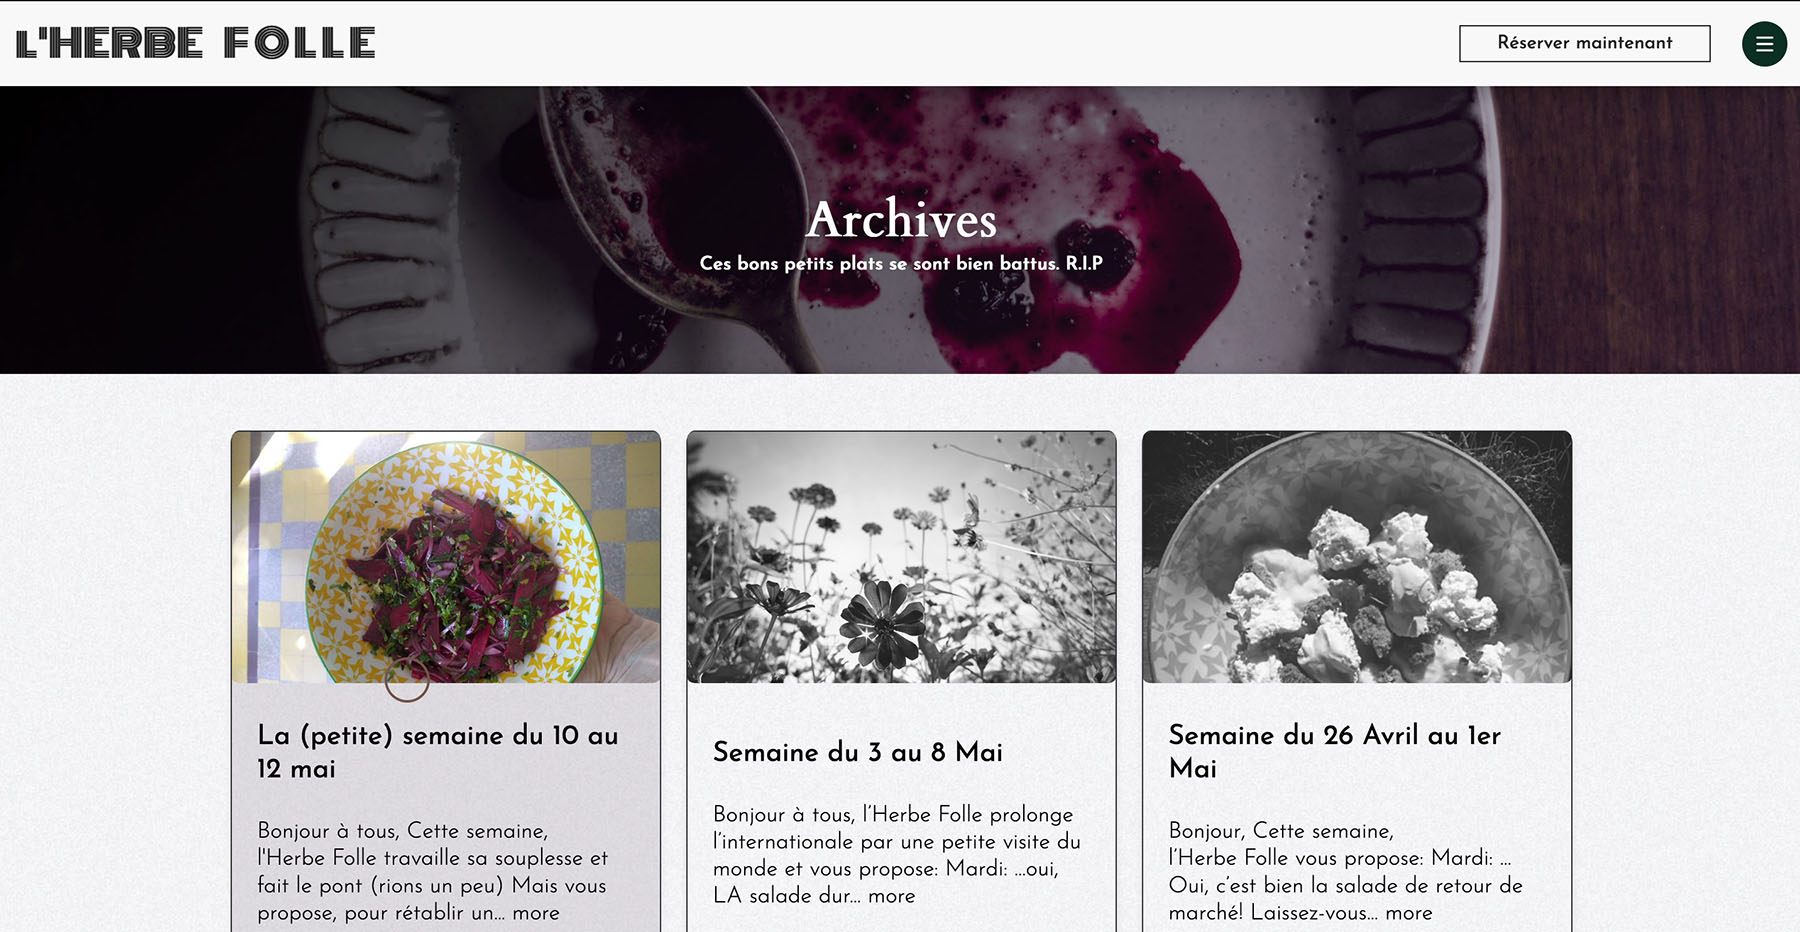 L'HERBE FOLLE
Réserver maintenant
Archives
Ces bons petits plats se sont bien battus. R.I.P
La (petite) semaine du 10 au
12 mai
Bonjour à tous, Cette semaine,
l'Herbe Folle travaille sa souplesse et
fait le pont (rions un peu) Mais vous
propose, pour rétablir un... more
Semaine du 3 au 8 Mai
Bonjour à tous, l’Herbe Folle prolonge
l’internationale par une petite visite du
monde et vous propose: Mardi: ...oui,
LA salade dur... more
Semaine du 26 Avril au 1er
Mai
Bonjour, Cette semaine,
l’Herbe Folle vous propose: Mardi: ...
Oui, c’est bien la salade de retour de
marché! Laissez-vous... more